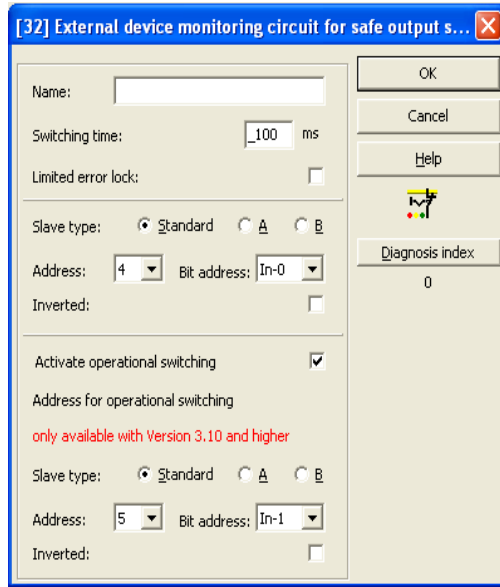 [32] External device monitoring circuit for safe output s...
OK
Name:
Cancel
Switching time: _100 ms
Help
Limited error lock:
Slave type: Standard A B
Diagnosis index
Address: 4 Bit address: In-0
0
Inverted:
Activate operational switching
Address for operational switching
only available with Version 3.10 and higher
Slave type: Standard A B
Address: 5 Bit address: In-1
Inverted: